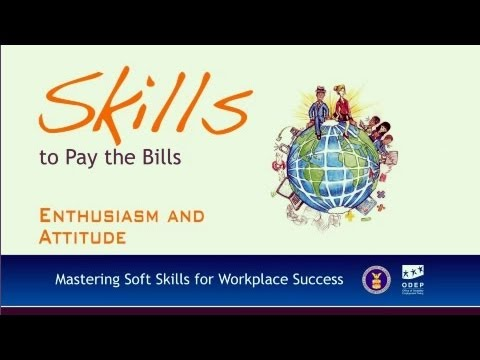 Skills
to Pay the Bills
ENTHUSIASM AND
ATTITUDE
Mastering Soft Skills for Workplace Success
ODEP